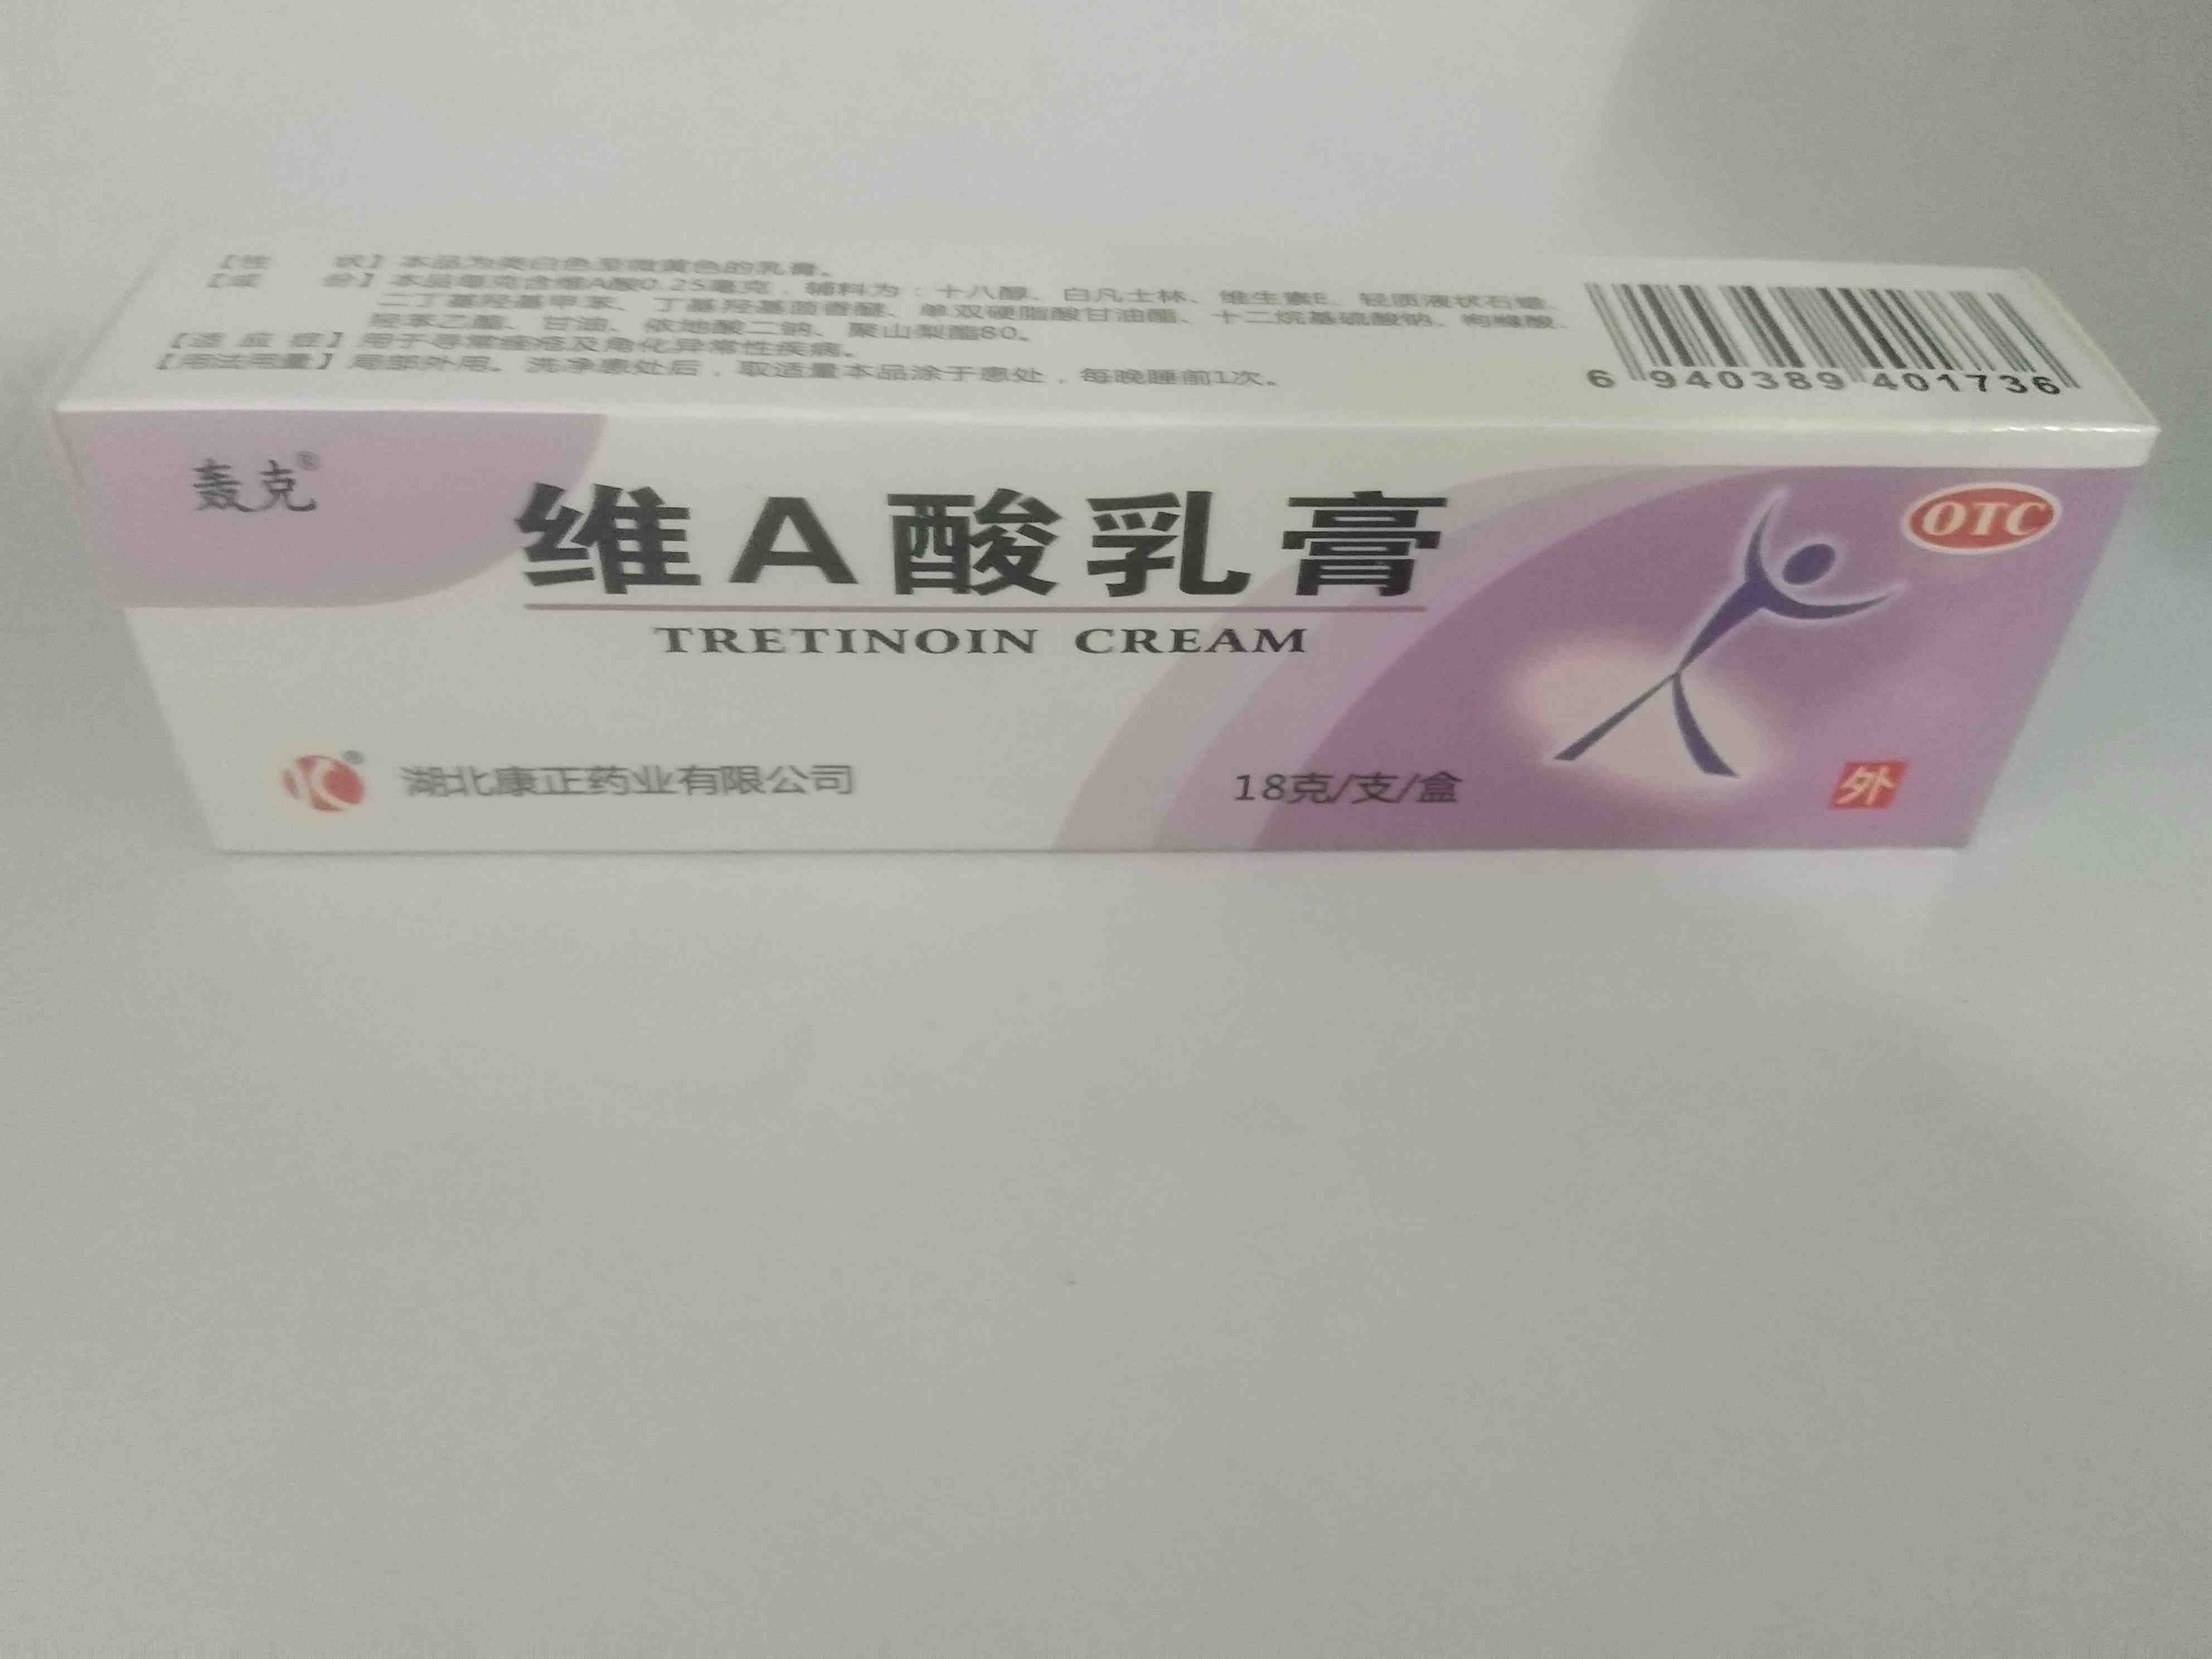 【性 状】本品为类白色至微黄色的乳膏。
【成 份】本品每克含维A酸0.25毫克，辅料为：十八醇、白凡士林、维生素E、轻质液状石蜡、
二丁基羟基甲苯、丁基羟基茴香醚、单双硬脂酸甘油酯、十二烷基硫酸钠、枸橼酸、
羟苯乙酯、甘油、依地酸二钠、聚山梨酯80。
【适 应 症】用于寻常痤疮及角化异常性疾病。
【用法用量】局部外用。洗净患处后，取适量本品涂于患处，每晚睡前1次。
6 940389 401736
轰克®
维A酸乳膏
OTC
TRETINOIN CREAM
湖北康正药业有限公司
18克/支/盒
外